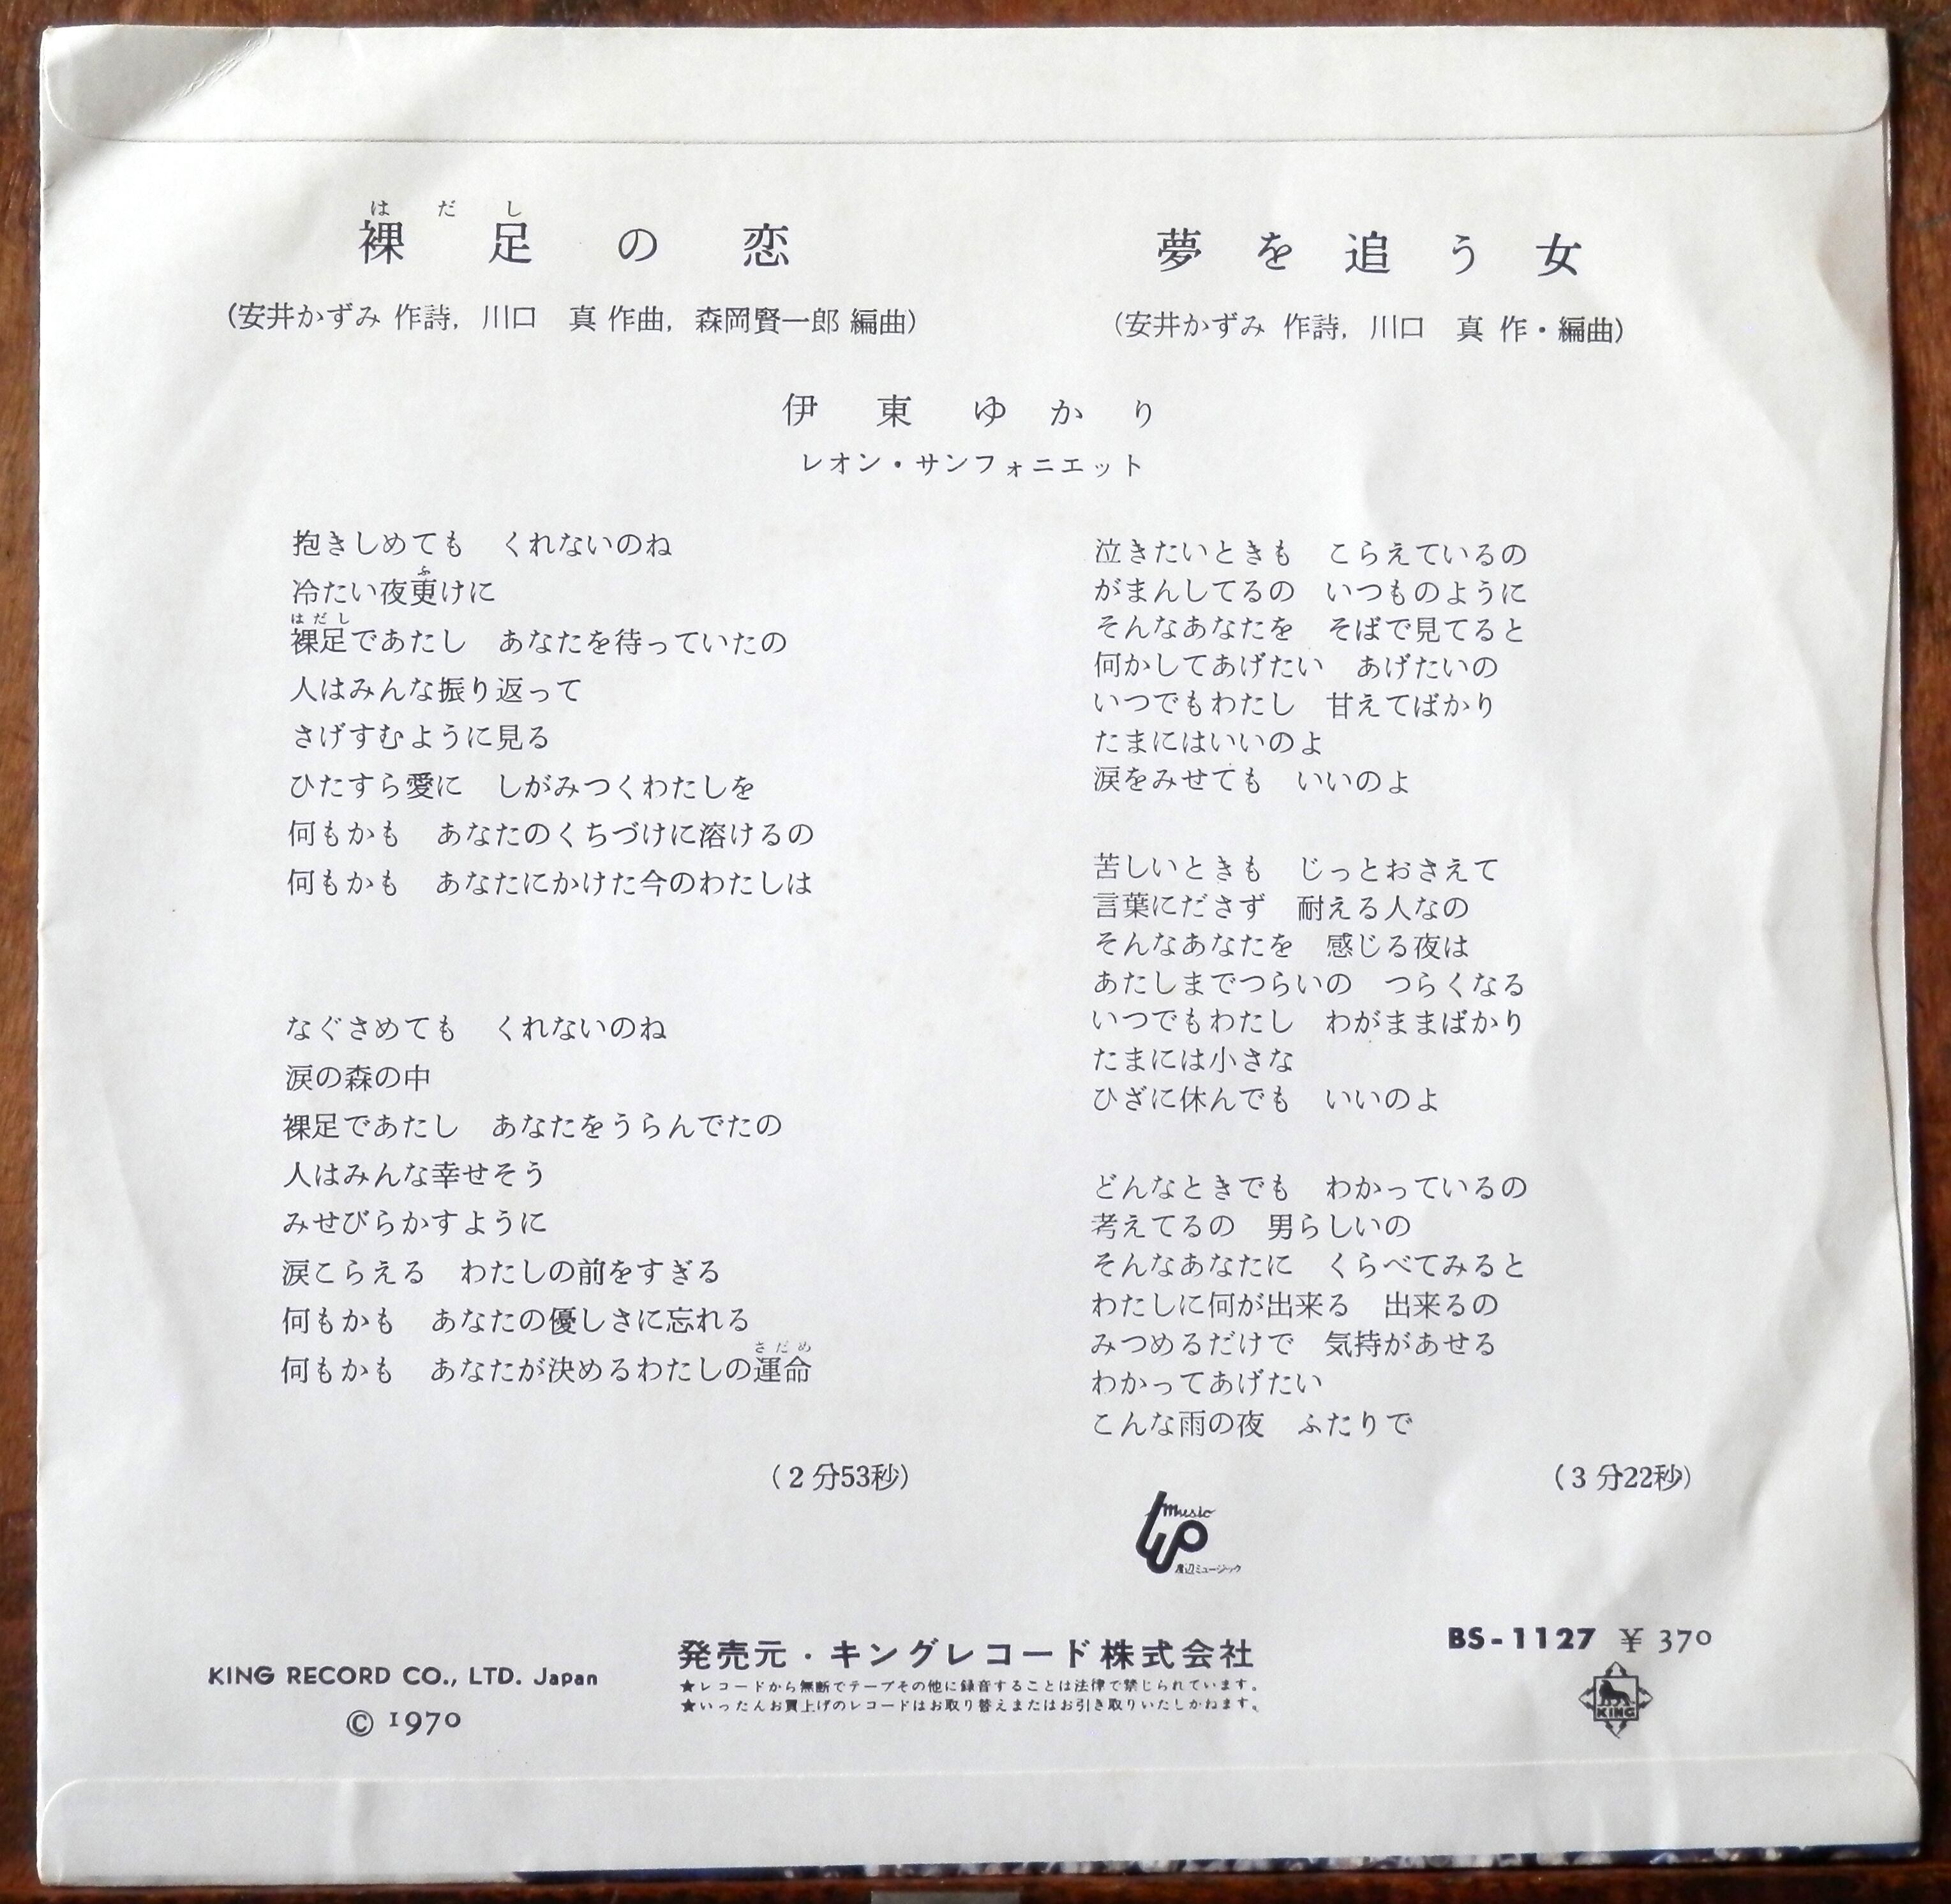 はだし
裸足の恋
(安井かずみ 作詩, 川口　真 作曲, 森岡賢一郎 編曲)
夢を追う女
(安井かずみ 作詩, 川口　真 作・編曲)
伊東ゆかり
レオン・サンフォニエット
抱きしめても　くれないのね
ふ
冷たい夜更けに
はだし
裸足であたし　あなたを待っていたの
人はみんな振り返って
さげすむように見る
ひたすら愛に　しがみつくわたしを
何もかも　あなたのくちづけに溶けるの
何もかも　あなたにかけた今のわたしは
なぐさめても　くれないのね
涙の森の中
裸足であたし　あなたをうらんでたの
人はみんな幸せそう
みせびらかすように
涙こらえる　わたしの前をすぎる
何もかも　あなたの優しさに忘れる
さだめ
何もかも　あなたが決めるわたしの運命
(2分53秒)
泣きたいときも　こらえているの
がまんしてるの　いつものように
そんなあなたを　そばで見てると
何かしてあげたい　あげたいの
いつでもわたし　甘えてばかり
たまにはいいのよ
涙をみせても　いいのよ
苦しいときも　じっとおさえて
言葉にださず　耐える人なの
そんなあなたを　感じる夜は
あたしまでつらいの　つらくなる
いつでもわたし　わがままばかり
たまには小さな
ひざに休んでも　いいのよ
どんなときでも　わかっているの
考えてるの　男らしいの
そんなあなたに　くらべてみると
わたしに何が出来る　出来るの
みつめるだけで　気持があせる
わかってあげたい
こんな雨の夜　ふたりで
(3分22秒)
music
渡辺ミュージック
KING RECORD CO., LTD. Japan
© 1970
発売元・キングレコード株式会社
★レコードから無断でテープその他に録音することは法律で禁じられています。
★いったんお買上げのレコードはお取り替えまたはお引き取りいたしかねます。
BS-1127 ¥ 370
KING